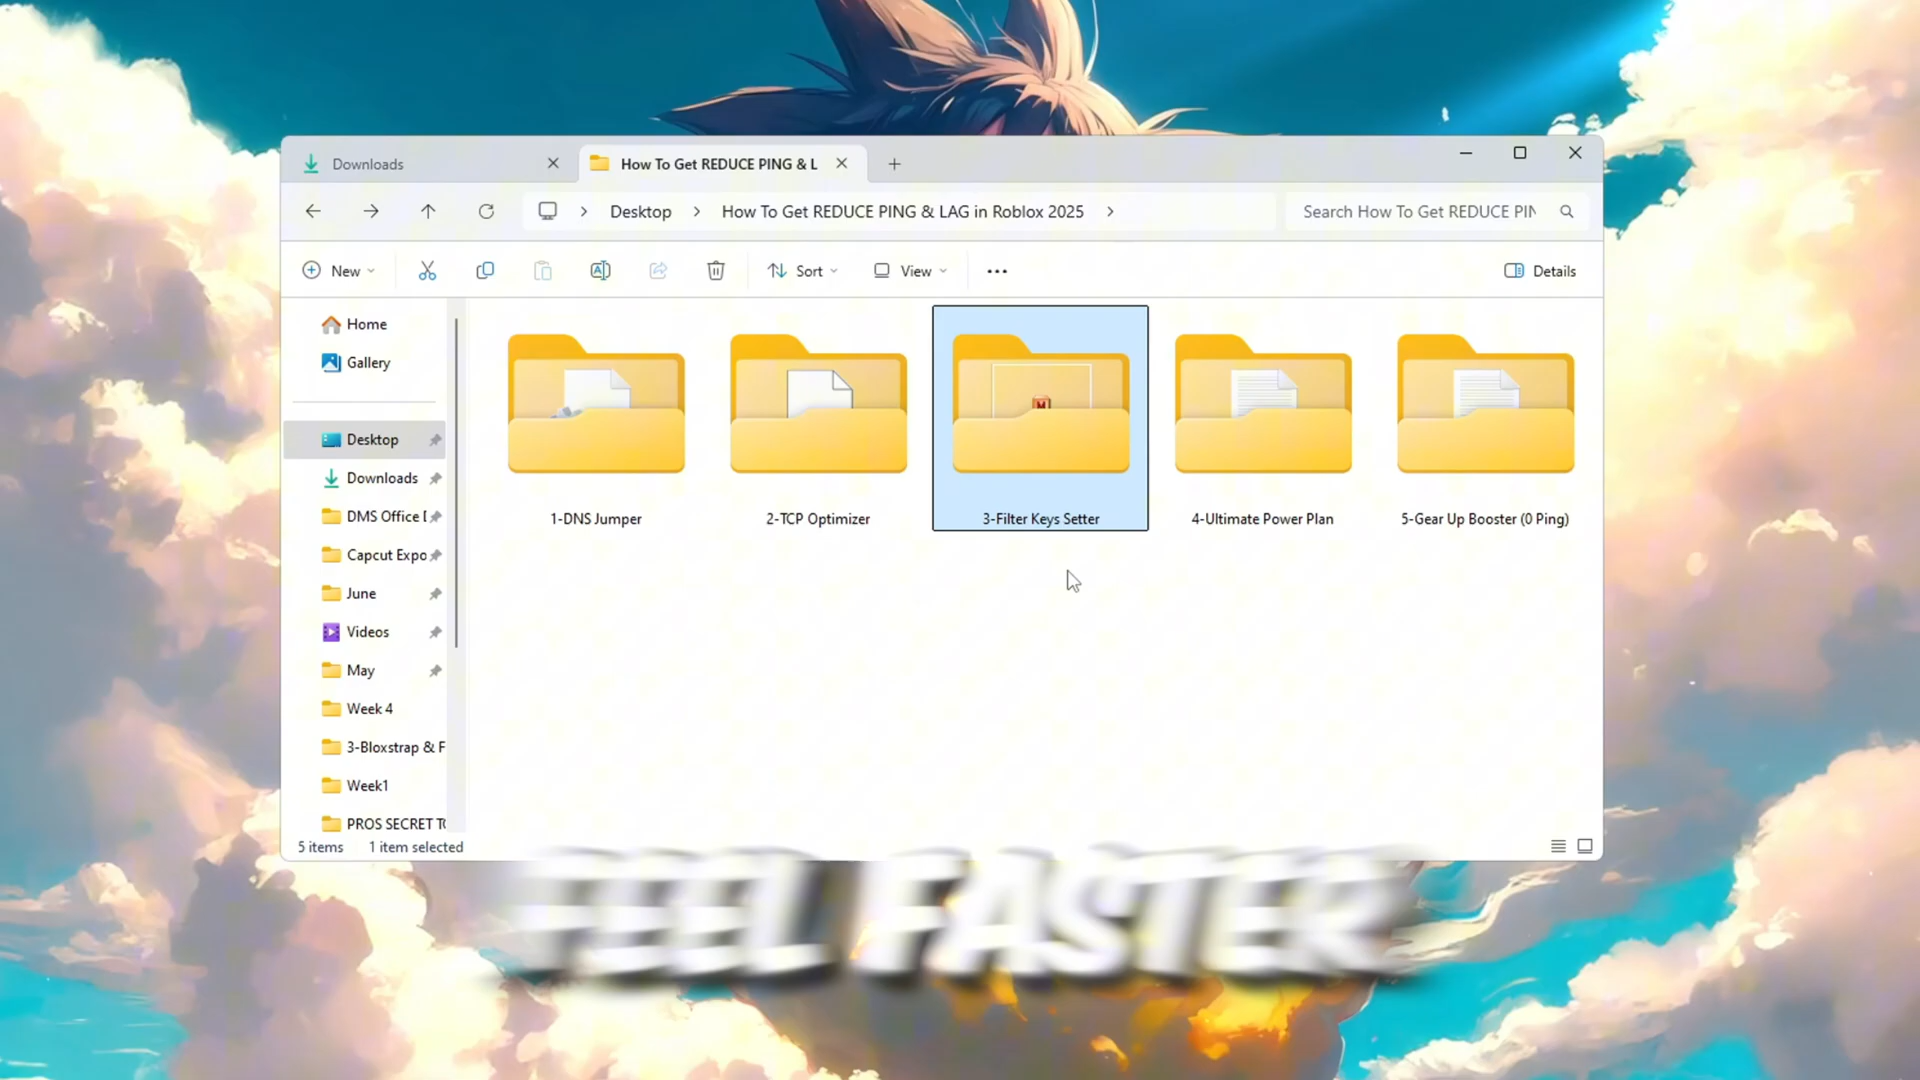 Downloads
How To Get REDUCE PING & L
Desktop
How To Get REDUCE PING & LAG in Roblox 2025
Search How To Get REDUCE PIN
New
Sort
View
Details
Home
Gallery
Desktop
Downloads
DMS Office
Capcut Expo
June
Videos
May
Week 4
3-Bloxstrap & F
Week1
PROS SECRET TO
1-DNS Jumper
2-TCP Optimizer
3-Filter Keys Setter
4-Ultimate Power Plan
5-Gear Up Booster (0 Ping)
5 items
1 item selected
FEEL FASTER